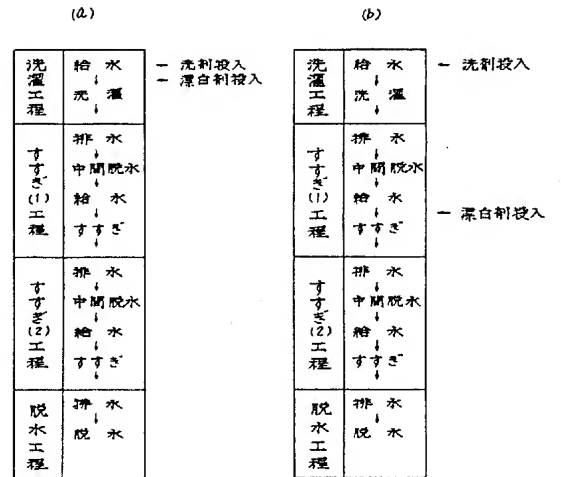 (a)
洗濯工程
給水
↓
洗濯
↓
— 洗剤投入
— 漂白剤投入
すすぎ(1)工程
排水
↓
中間脱水
↓
給水
↓
すすぎ
↓
すすぎ(2)工程
排水
↓
中間脱水
↓
給水
↓
すすぎ
↓
脱水工程
排水
↓
脱水
(b)
洗濯工程
給水
↓
洗濯
↓
— 洗剤投入
すすぎ(1)工程
排水
↓
中間脱水
↓
給水
↓
すすぎ
↓
— 漂白剤投入
すすぎ(2)工程
排水
↓
中間脱水
↓
給水
↓
すすぎ
↓
脱水工程
排水
↓
脱水